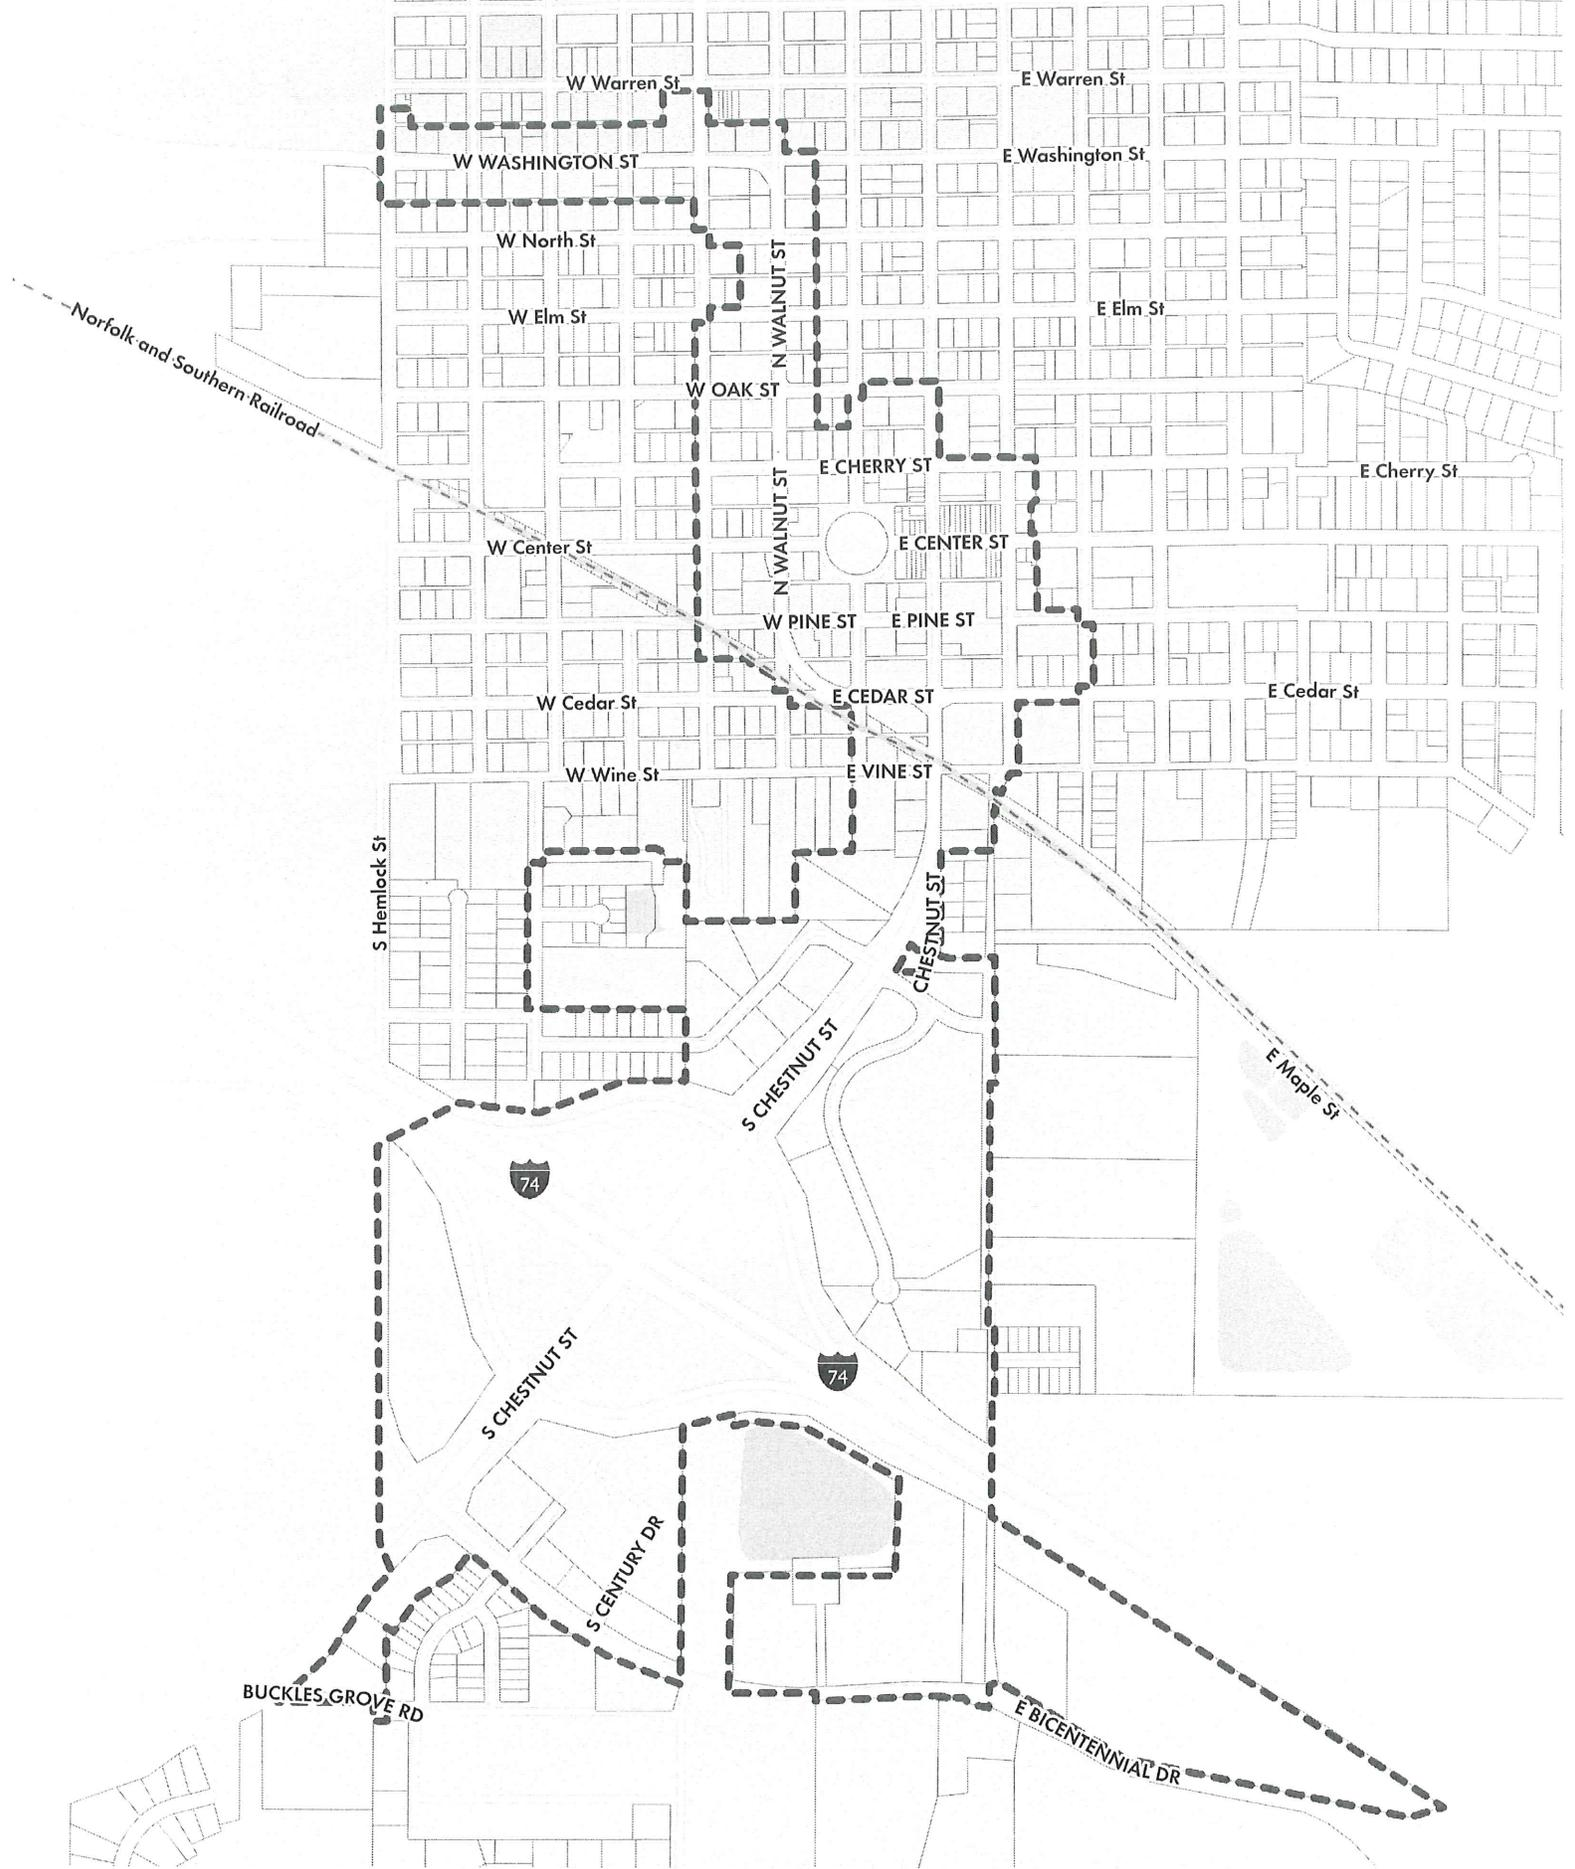 W Warren St
E Warren St
W WASHINGTON ST
E Washington St
W North St
N WALNUT ST
W Elm St
E Elm St
Norfolk and Southern Railroad
W OAK ST
E CHERRY ST
E Cherry St
N WALNUT ST
W Center St
E CENTER ST
W PINE ST
E PINE ST
W Cedar St
E CEDAR ST
E Cedar St
W Wine St
E VINE ST
S Hemlock St
CHESTNUT ST
S CHESTNUT ST
E Maple St
74
S CHESTNUT ST
74
S CENTURY DR
BUCKLES GROVE RD
E BICENTENNIAL DR